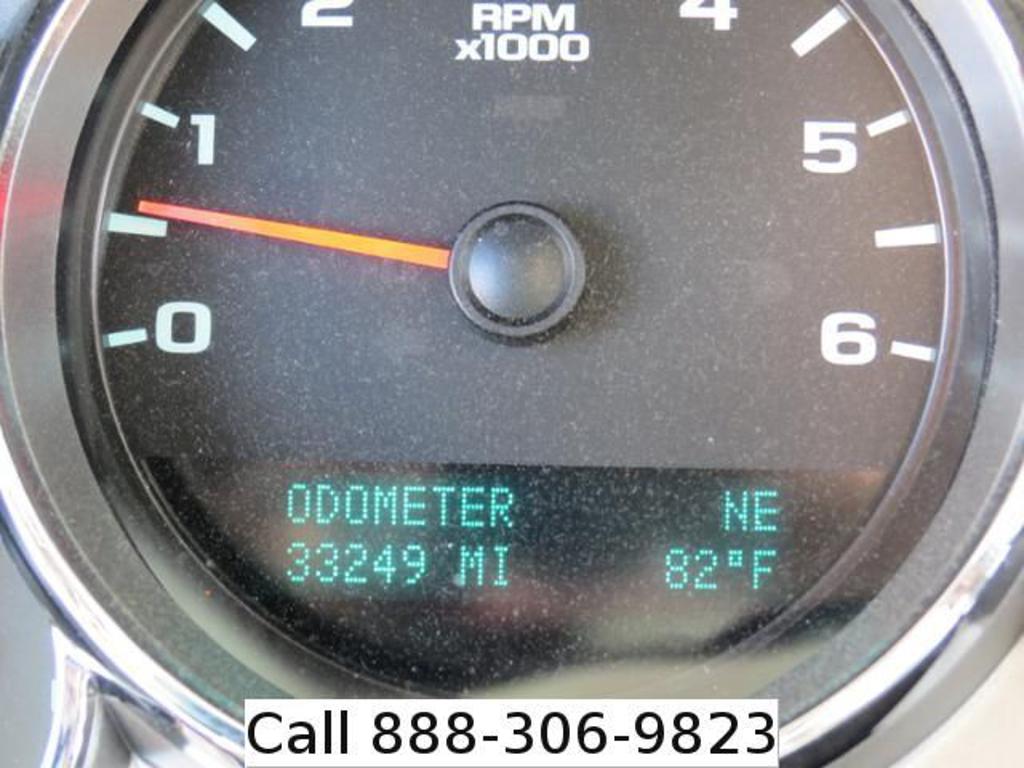 2 RPM 4
x1000
1 5
0 6
ODOMETER NE
33249 MI 82°F
Call 888-306-9823